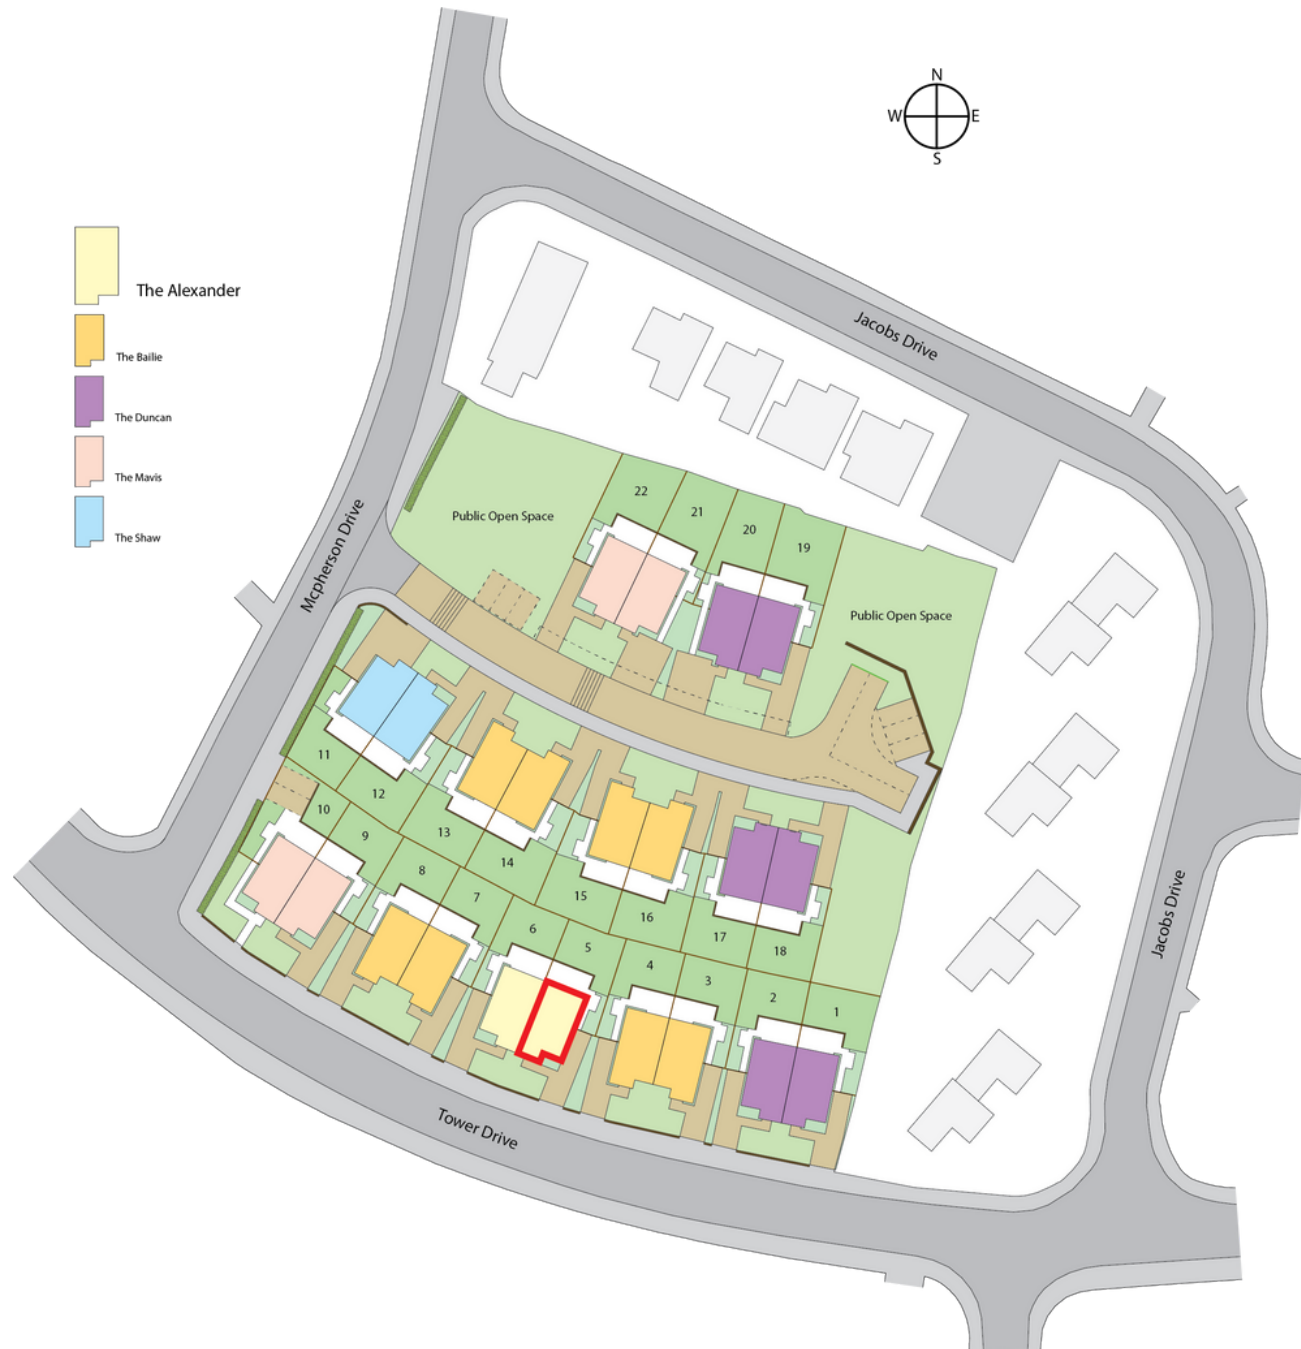 N
W E
S
The Alexander
The Bailie
The Duncan
The Mavis
The Shaw
Jacobs Drive
Mcpherson Drive
Public Open Space
22
21
20
19
Public Open Space
11
12
13
14
15
16
17
18
10
9
8
7
6
5
4
3
2
1
Jacobs Drive
Tower Drive